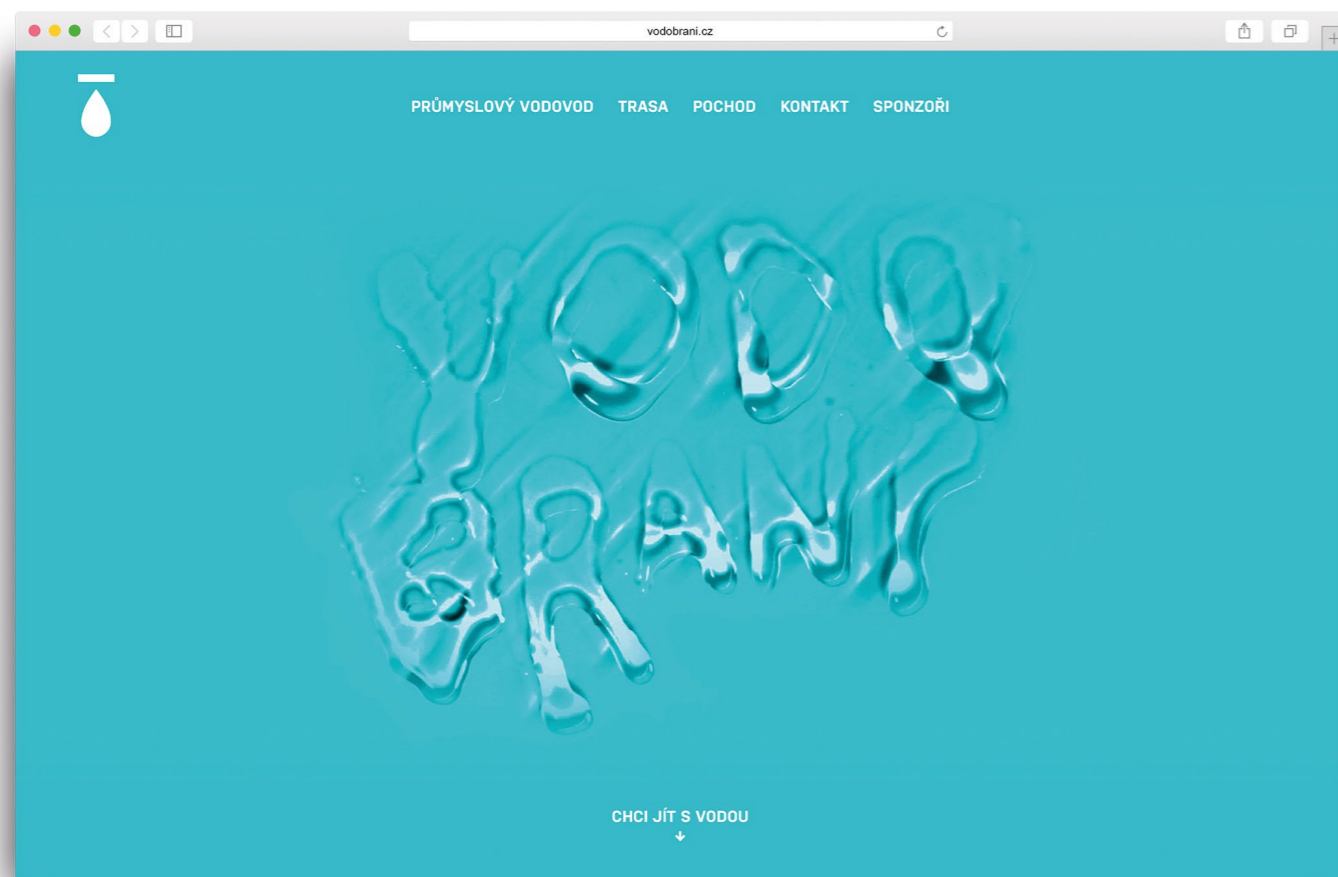 vodobrani.cz
PRŮMYSLOVÝ VODOVOD TRASA POCHOD KONTAKT SPONZOŘI
VODO
BRANÍ
CHCI JÍT S VODOU